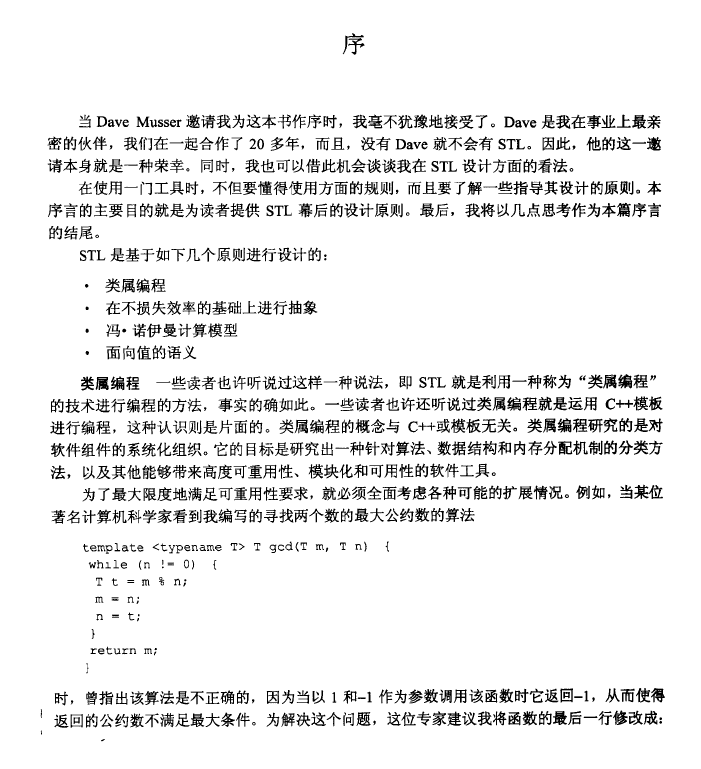 序
当 Dave Musser 邀请我为这本书作序时，我毫不犹豫地接受了。Dave 是我在事业上最亲
密的伙伴，我们在一起合作了 20 多年，而且，没有 Dave 就不会有 STL。因此，他的这一邀
请本身就是一种荣幸。同时，我也可以借此机会谈谈我在 STL 设计方面的看法。
在使用一门工具时，不但要懂得使用方面的规则，而且要了解一些指导其设计的原则。本
序言的主要目的就是为读者提供 STL 幕后的设计原则。最后，我将以几点思考作为本篇序言
的结尾。
STL 是基于如下几个原则进行设计的：
• 类属编程
• 在不损失效率的基础上进行抽象
• 冯•诺伊曼计算模型
• 面向值的语义
类属编程 一些读者也许听说过这样一种说法，即 STL 就是利用一种称为“类属编程”
的技术进行编程的方法，事实的确如此。一些读者也许还听说过类属编程就是运用 C++模板
进行编程，这种认识则是片面的。类属编程的概念与 C++或模板无关。类属编程研究的是对
软件组件的系统化组织。它的目标是研究出一种针对算法、数据结构和内存分配机制的分类方
法，以及其他能够带来高度可重用性、模块化和可用性的软件工具。
为了最大限度地满足可重用性要求，就必须全面考虑各种可能的扩展情况。例如，当某位
著名计算机科学家看到我编写的寻找两个数的最大公约数的算法
template <typename T> T gcd(T m, T n) {
while (n != 0) {
T t = m % n;
m = n;
n = t;
}
return m;
}
时，曾指出该算法是不正确的，因为当以 1 和–1 作为参数调用该函数时它返回–1，从而使得
返回的公约数不满足最大条件。为解决这个问题，这位专家建议我将函数的最后一行修改成：